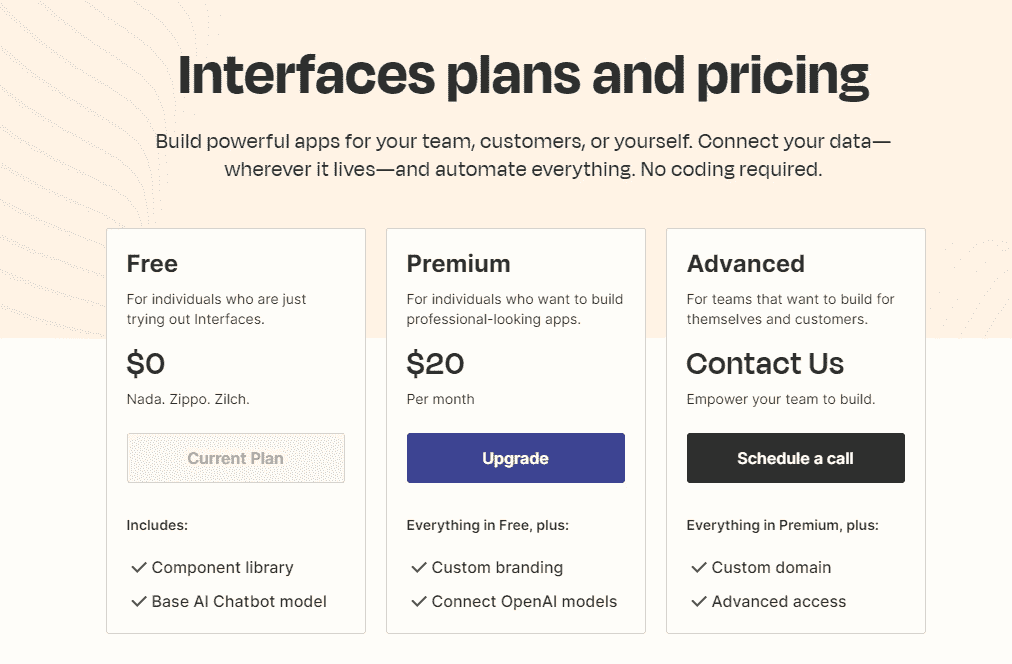 Interfaces plans and pricing
Build powerful apps for your team, customers, or yourself. Connect your data—
wherever it lives—and automate everything. No coding required.
Free
For individuals who are just
trying out Interfaces.
$0
Nada. Zippo. Zilch.
Current Plan
Includes:
Component library
Base AI Chatbot model
Premium
For individuals who want to build
professional-looking apps.
$20
Per month
Upgrade
Everything in Free, plus:
Custom branding
Connect OpenAI models
Advanced
For teams that want to build for
themselves and customers.
Contact Us
Empower your team to build.
Schedule a call
Everything in Premium, plus:
Custom domain
Advanced access